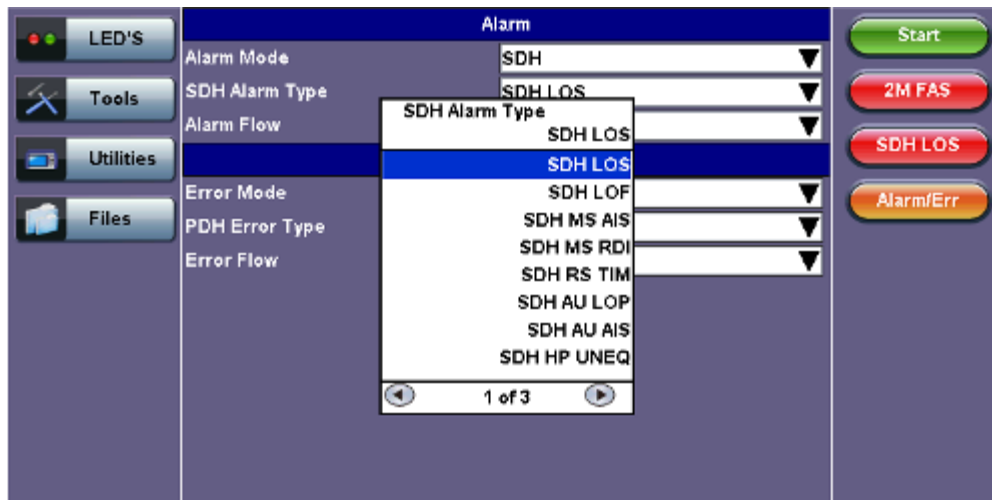 LED'S
Tools
Utilities
Files
Alarm
Alarm Mode
SDH
SDH Alarm Type
SDH LOS
Alarm Flow
Error Mode
PDH Error Type
Error Flow
SDH Alarm Type
SDH LOS
SDH LOS
SDH LOF
SDH MS AIS
SDH MS RDI
SDH RS TIM
SDH AU LOP
SDH AU AIS
SDH HP UNEQ
1 of 3
Start
2M FAS
SDH LOS
Alarm/Err